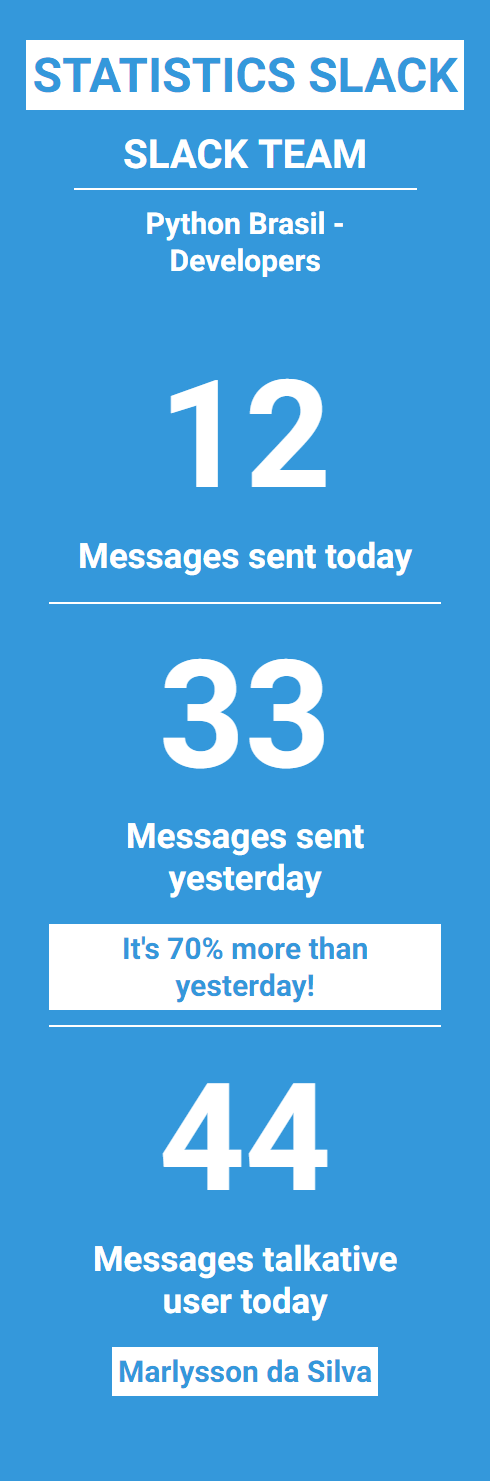 STATISTICS SLACK
SLACK TEAM
Python Brasil -
Developers
12
Messages sent today
33
Messages sent
yesterday
It's 70% more than
yesterday!
44
Messages talkative
user today
Marlysson da Silva